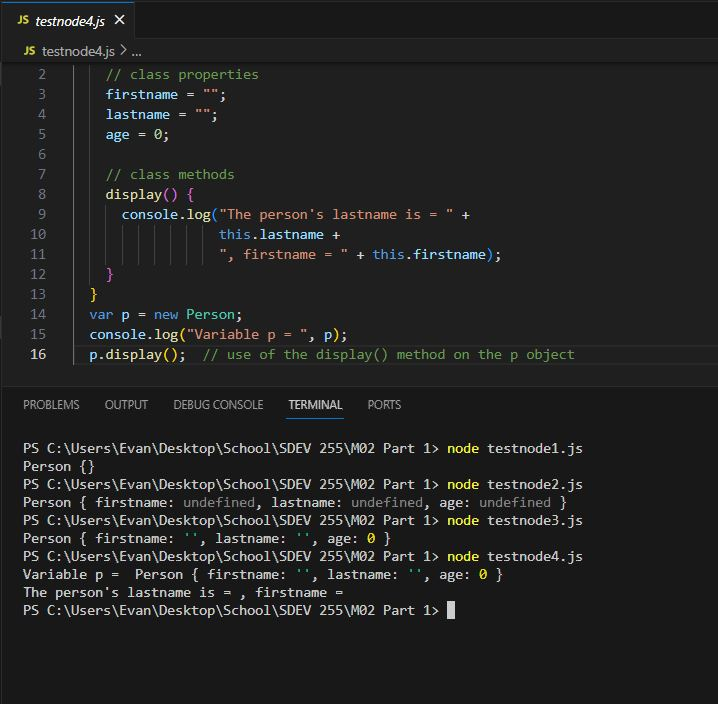 JS testnode4.js ✕
JS testnode4.js > ...
2 // class properties
3 firstname = "";
4 lastname = "";
5 age = 0;
6
7 // class methods
8 display() {
9 console.log("The person's lastname is = " +
10 this.lastname +
11 ", firstname = " + this.firstname);
12 }
13 }
14 var p = new Person;
15 console.log("Variable p = ", p);
16 p.display();  // use of the display() method on the p object
PROBLEMS OUTPUT DEBUG CONSOLE TERMINAL PORTS
PS C:\Users\Evan\Desktop\School\SDEV 255\M02 Part 1> node testnode1.js
Person {}
PS C:\Users\Evan\Desktop\School\SDEV 255\M02 Part 1> node testnode2.js
Person { firstname: undefined, lastname: undefined, age: undefined }
PS C:\Users\Evan\Desktop\School\SDEV 255\M02 Part 1> node testnode3.js
Person { firstname: '', lastname: '', age: 0 }
PS C:\Users\Evan\Desktop\School\SDEV 255\M02 Part 1> node testnode4.js
Variable p =  Person { firstname: '', lastname: '', age: 0 }
The person's lastname is = , firstname =
PS C:\Users\Evan\Desktop\School\SDEV 255\M02 Part 1>